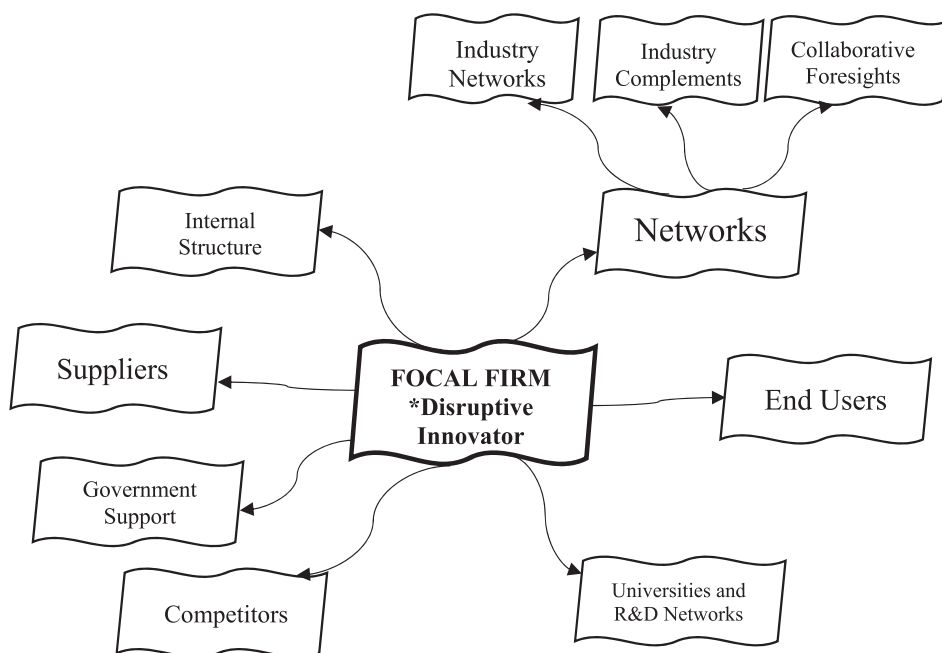 Industry
Networks
Industry
Complements
Collaborative
Foresights
Internal
Structure
Networks
Suppliers
FOCAL FIRM
*Disruptive
Innovator
End Users
Government
Support
Competitors
Universities and
R&D Networks